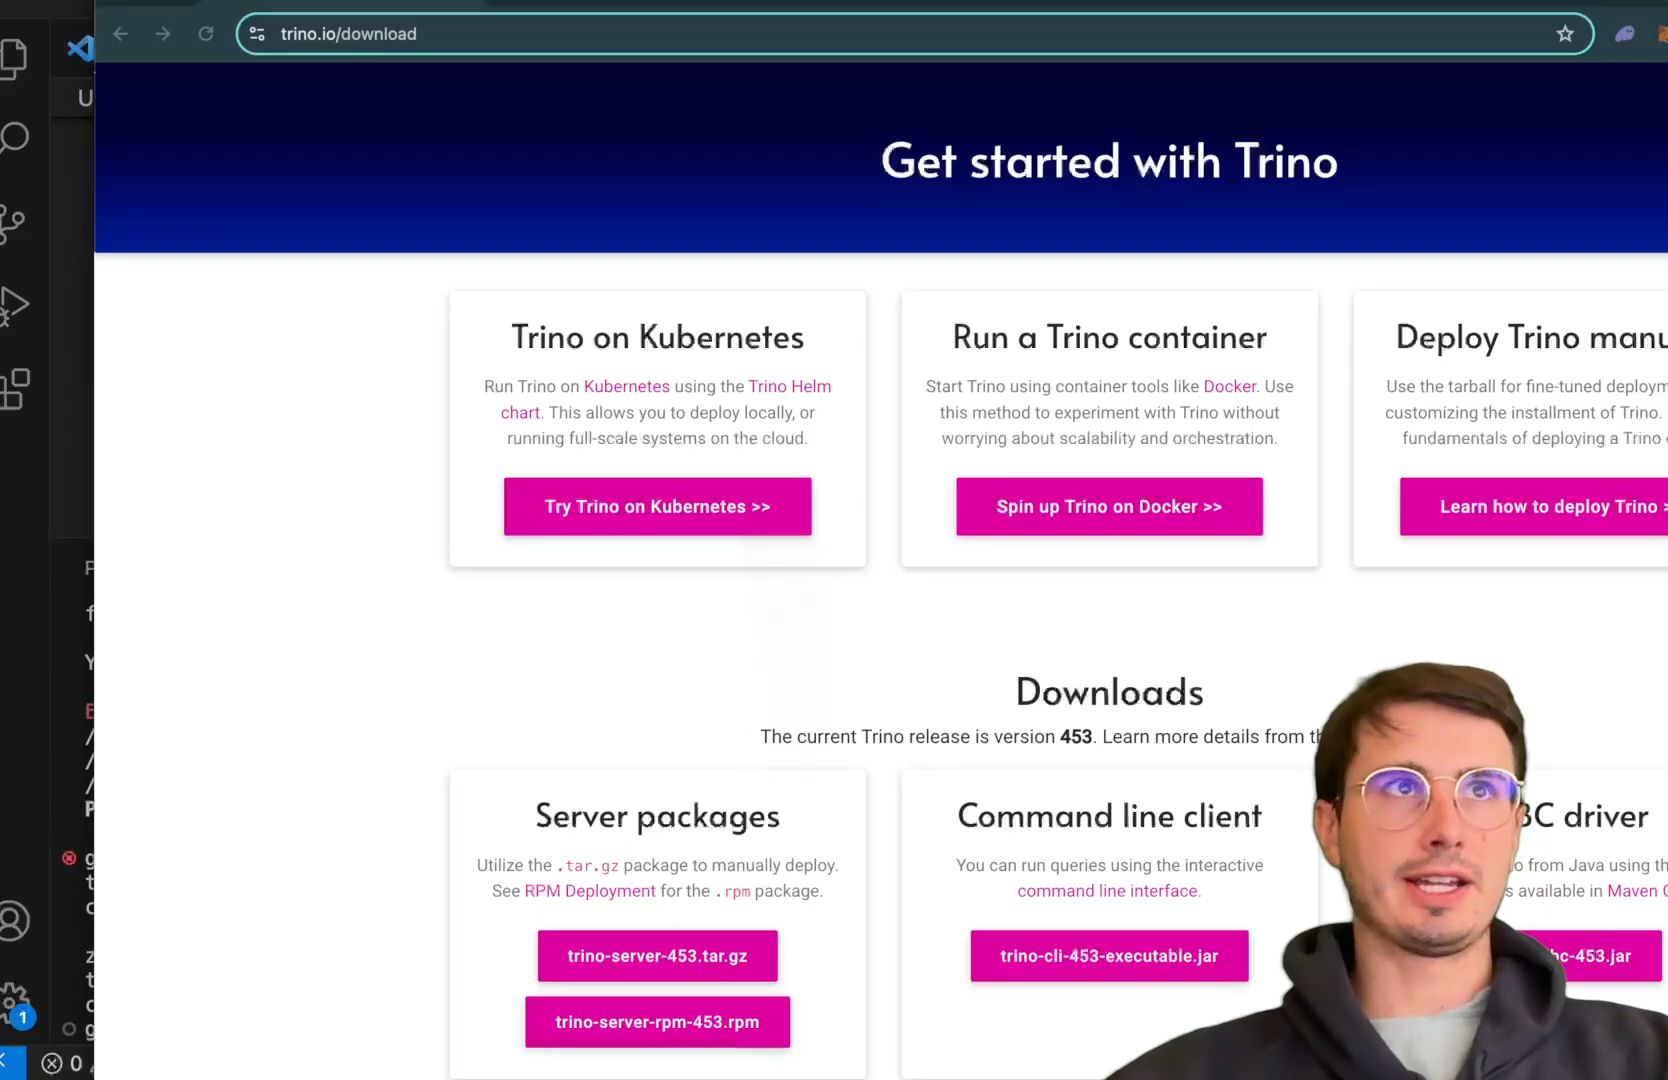 trino.io/download
Get started with Trino
Trino on Kubernetes
Run Trino on Kubernetes using the Trino Helm
chart. This allows you to deploy locally, or
running full-scale systems on the cloud.
Try Trino on Kubernetes >>
Run a Trino container
Start Trino using container tools like Docker. Use
this method to experiment with Trino without
worrying about scalability and orchestration.
Spin up Trino on Docker >>
Deploy Trino manu
Use the tarball for fine-tuned deploym
customizing the installment of Trino.
fundamentals of deploying a Trino
Learn how to deploy Trino >
Downloads
The current Trino release is version 453. Learn more details from th
Server packages
Utilize the .tar.gz package to manually deploy.
See RPM Deployment for the .rpm package.
trino-server-453.tar.gz
trino-server-rpm-453.rpm
Command line client
You can run queries using the interactive
command line interface.
trino-cli-453-executable.jar
BC driver
o from Java using th
s available in Maven C
bc-453.jar
U
P
f
Y
E
/
/
/
P
g
t
c
z
t
c
g
1
0